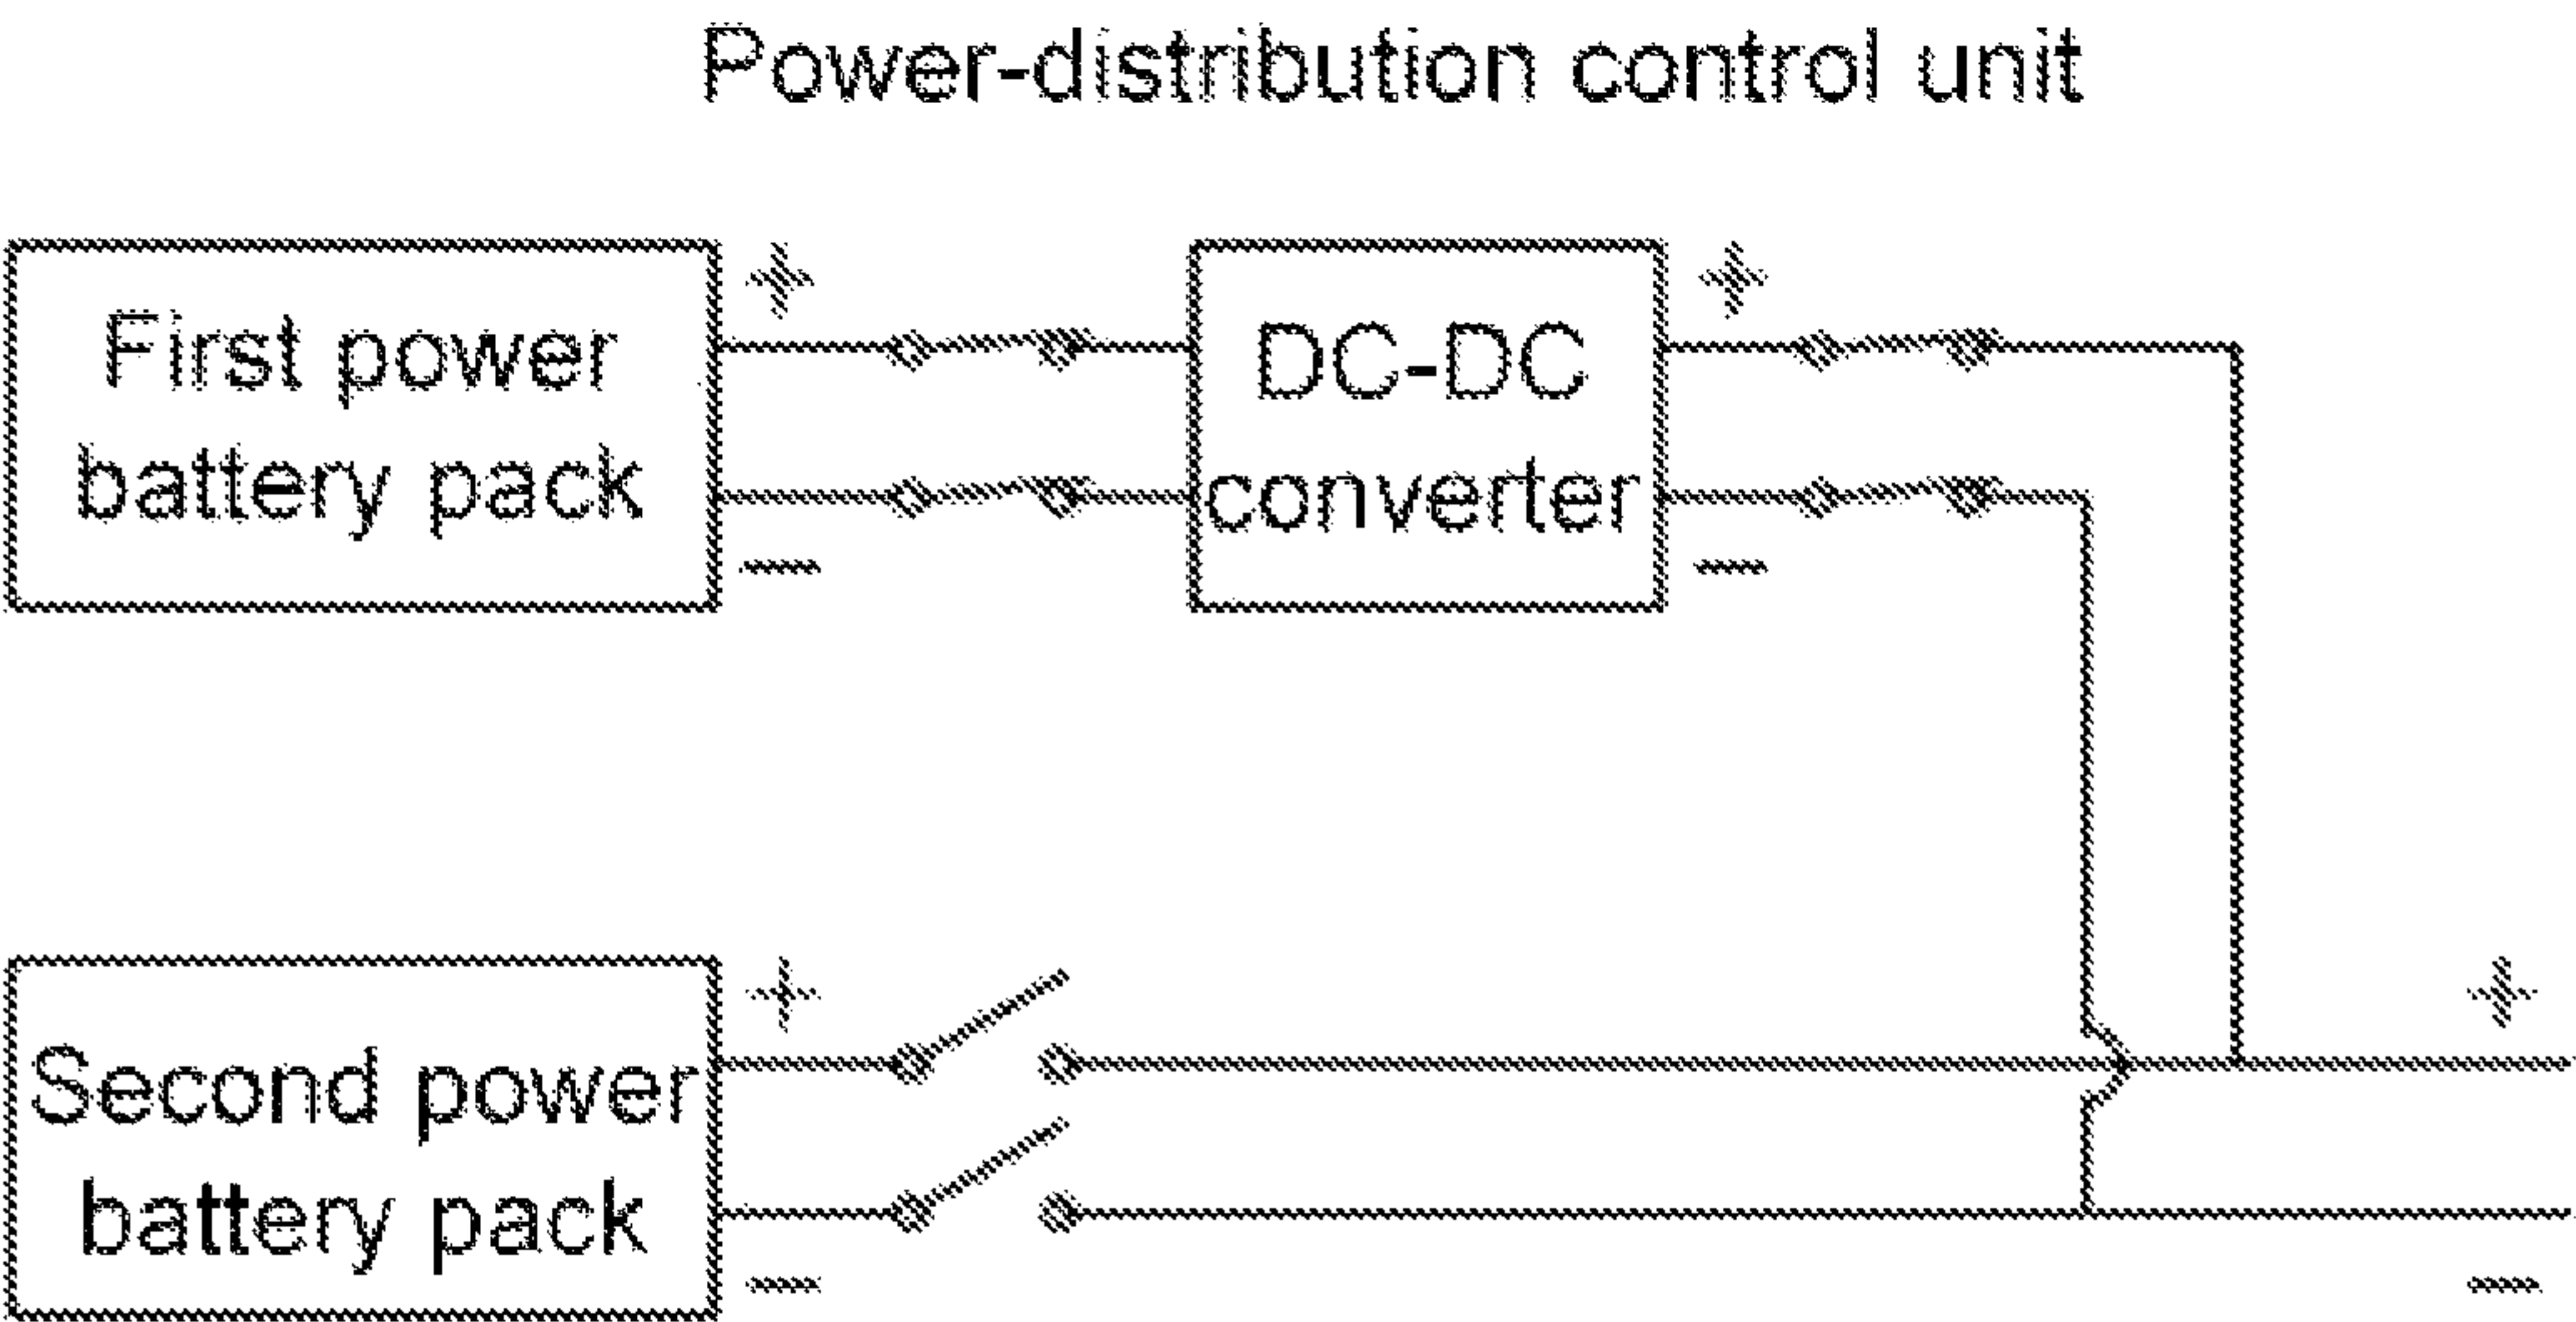 Power-distribution control unit
+
+
First power
battery pack
DC-DC
converter
—
—
+
+
Second power
battery pack
—
—